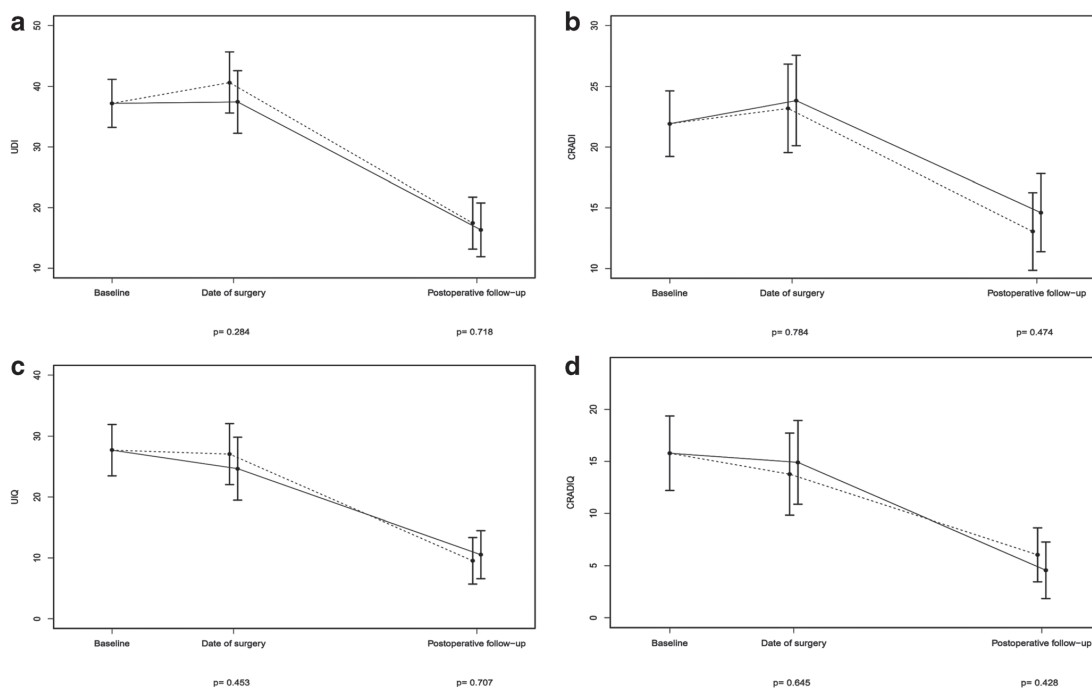 a
50
40
30
20
10
UDI
Baseline Date of surgery Postoperative follow-up
p= 0.284 p= 0.718
b
30
25
20
15
10
CRADI
Baseline Date of surgery Postoperative follow-up
p= 0.784 p= 0.474
c
40
30
20
10
0
UIQ
Baseline Date of surgery Postoperative follow-up
p= 0.453 p= 0.707
d
20
15
10
5
0
CRADIQ
Baseline Date of surgery Postoperative follow-up
p= 0.645 p= 0.428